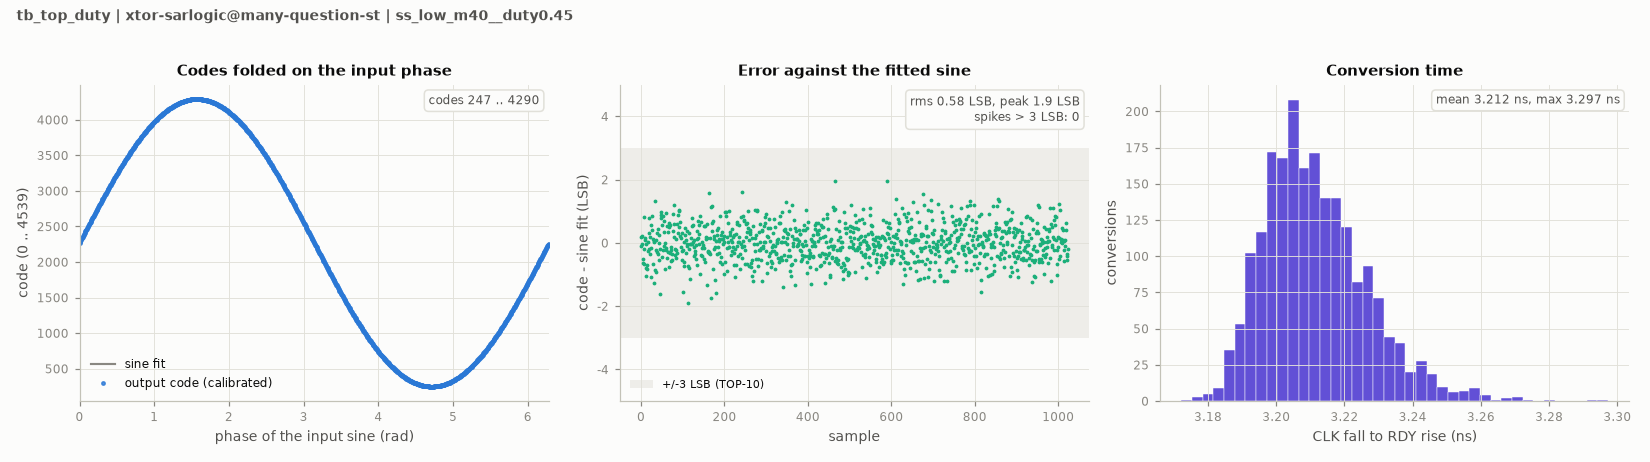 tb_top_duty | xtor-sarlogic@many-question-st | ss_low_m40__duty0.45
Codes folded on the input phase
codes 247 .. 4290
code (0 .. 4539)
4000
3500
3000
2500
2000
1500
1000
500
sine fit
output code (calibrated)
0 1 2 3 4 5 6
phase of the input sine (rad)
Error against the fitted sine
rms 0.58 LSB, peak 1.9 LSB
spikes > 3 LSB: 0
code - sine fit (LSB)
4
2
0
-2
-4
+/-3 LSB (TOP-10)
0 200 400 600 800 1000
sample
Conversion time
mean 3.212 ns, max 3.297 ns
conversions
200
175
150
125
100
75
50
25
0
3.18 3.20 3.22 3.24 3.26 3.28 3.30
CLK fall to RDY rise (ns)